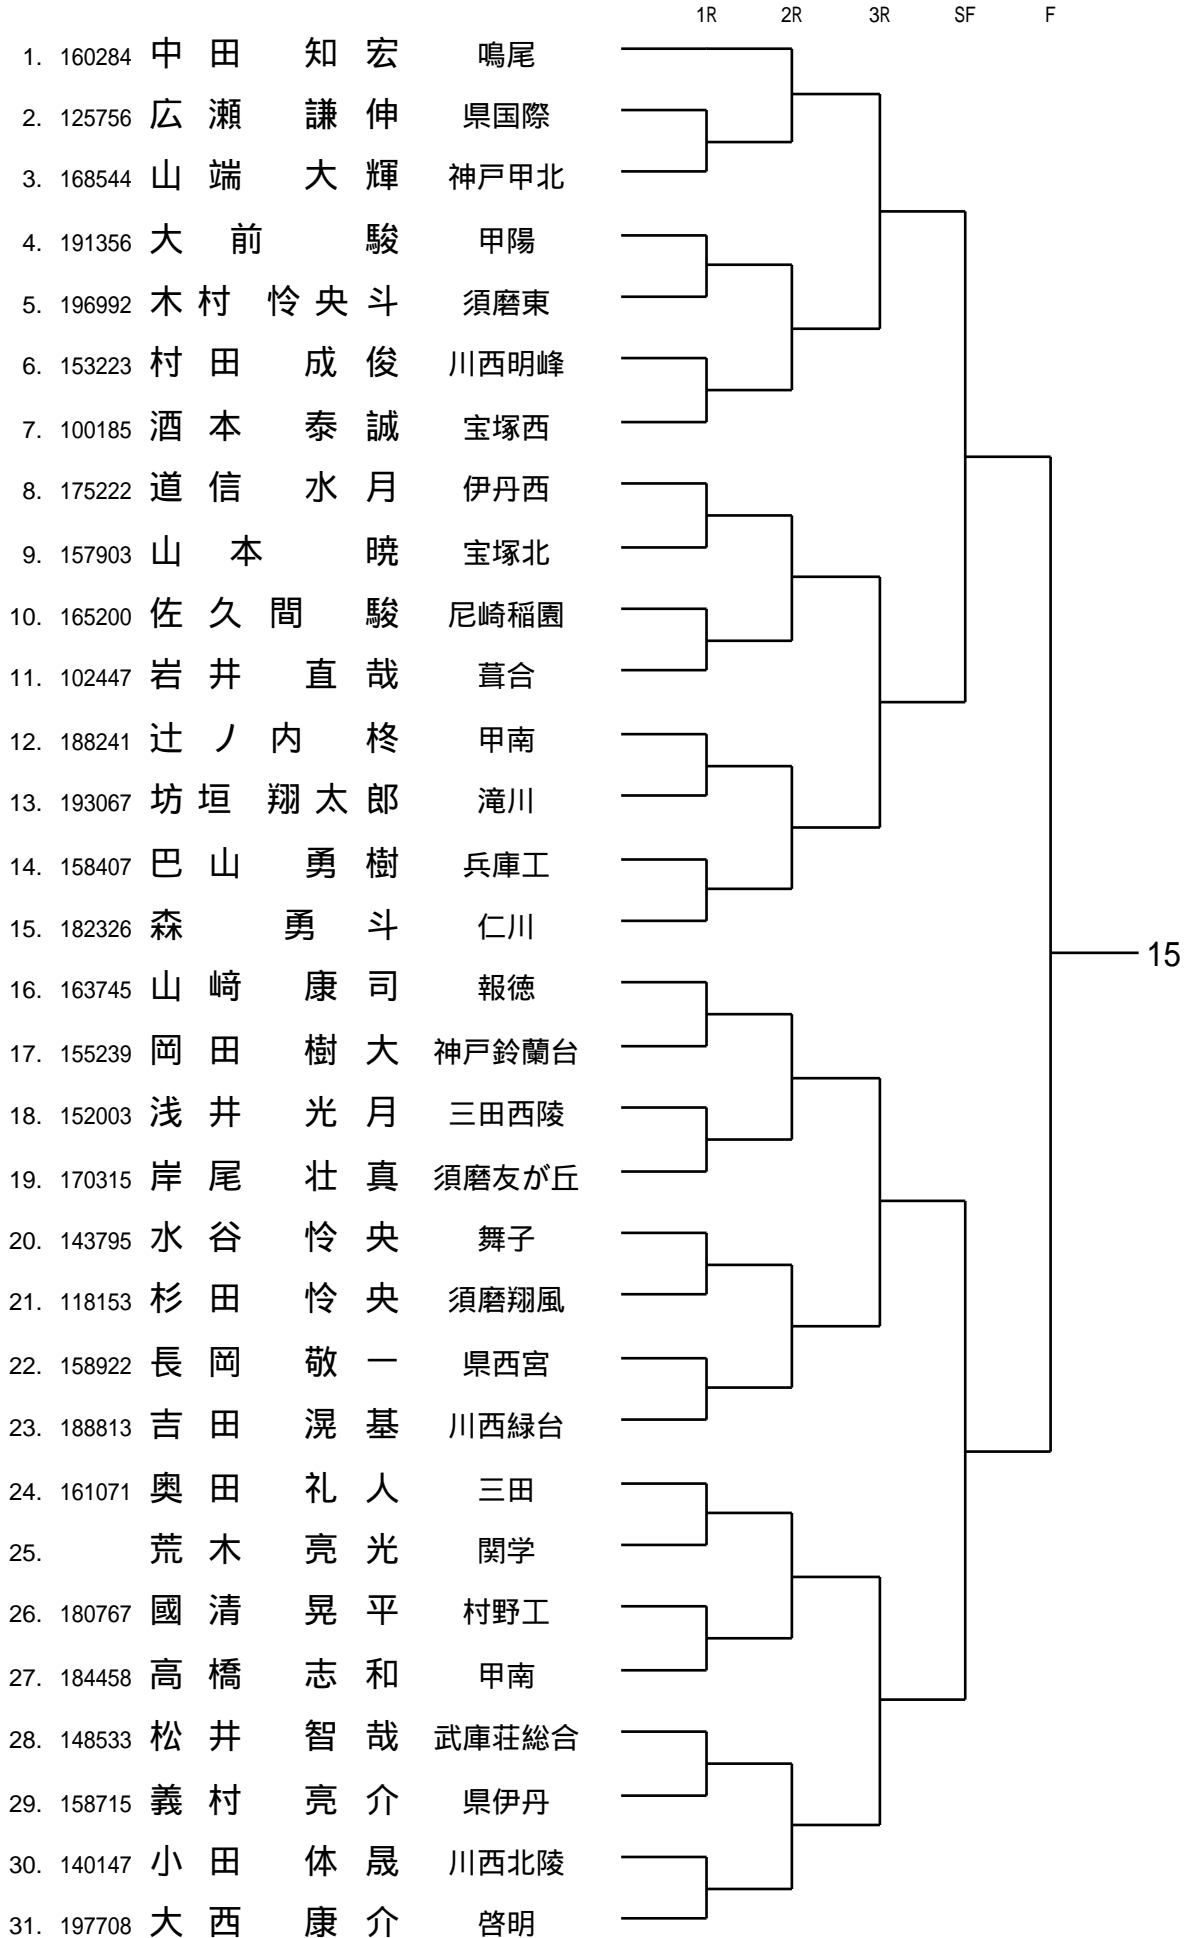 1R 2R 3R SF F
1. 160284 中田 知宏 鳴尾
2. 125756 広瀬 謙伸 県国際
3. 168544 山端 大輝 神戸甲北
4. 191356 大前 駿 甲陽
5. 196992 木村 怜央斗 須磨東
6. 153223 村田 成俊 川西明峰
7. 100185 酒本 泰誠 宝塚西
8. 175222 道信 水月 伊丹西
9. 157903 山本 暁 宝塚北
10. 165200 佐久間 駿 尼崎稲園
11. 102447 岩井 直哉 葺合
12. 188241 辻ノ内 柊 甲南
13. 193067 坊垣 翔太郎 滝川
14. 158407 巴山 勇樹 兵庫工
15. 182326 森 勇斗 仁川
15
16. 163745 山﨑 康司 報徳
17. 155239 岡田 樹大 神戸鈴蘭台
18. 152003 浅井 光月 三田西陵
19. 170315 岸尾 壮真 須磨友が丘
20. 143795 水谷 怜央 舞子
21. 118153 杉田 怜央 須磨翔風
22. 158922 長岡 敬一 県西宮
23. 188813 吉田 滉基 川西緑台
24. 161071 奥田 礼人 三田
25. 荒木 亮光 関学
26. 180767 國清 晃平 村野工
27. 184458 高橋 志和 甲南
28. 148533 松井 智哉 武庫荘総合
29. 158715 義村 亮介 県伊丹
30. 140147 小田 体晟 川西北陵
31. 197708 大西 康介 啓明